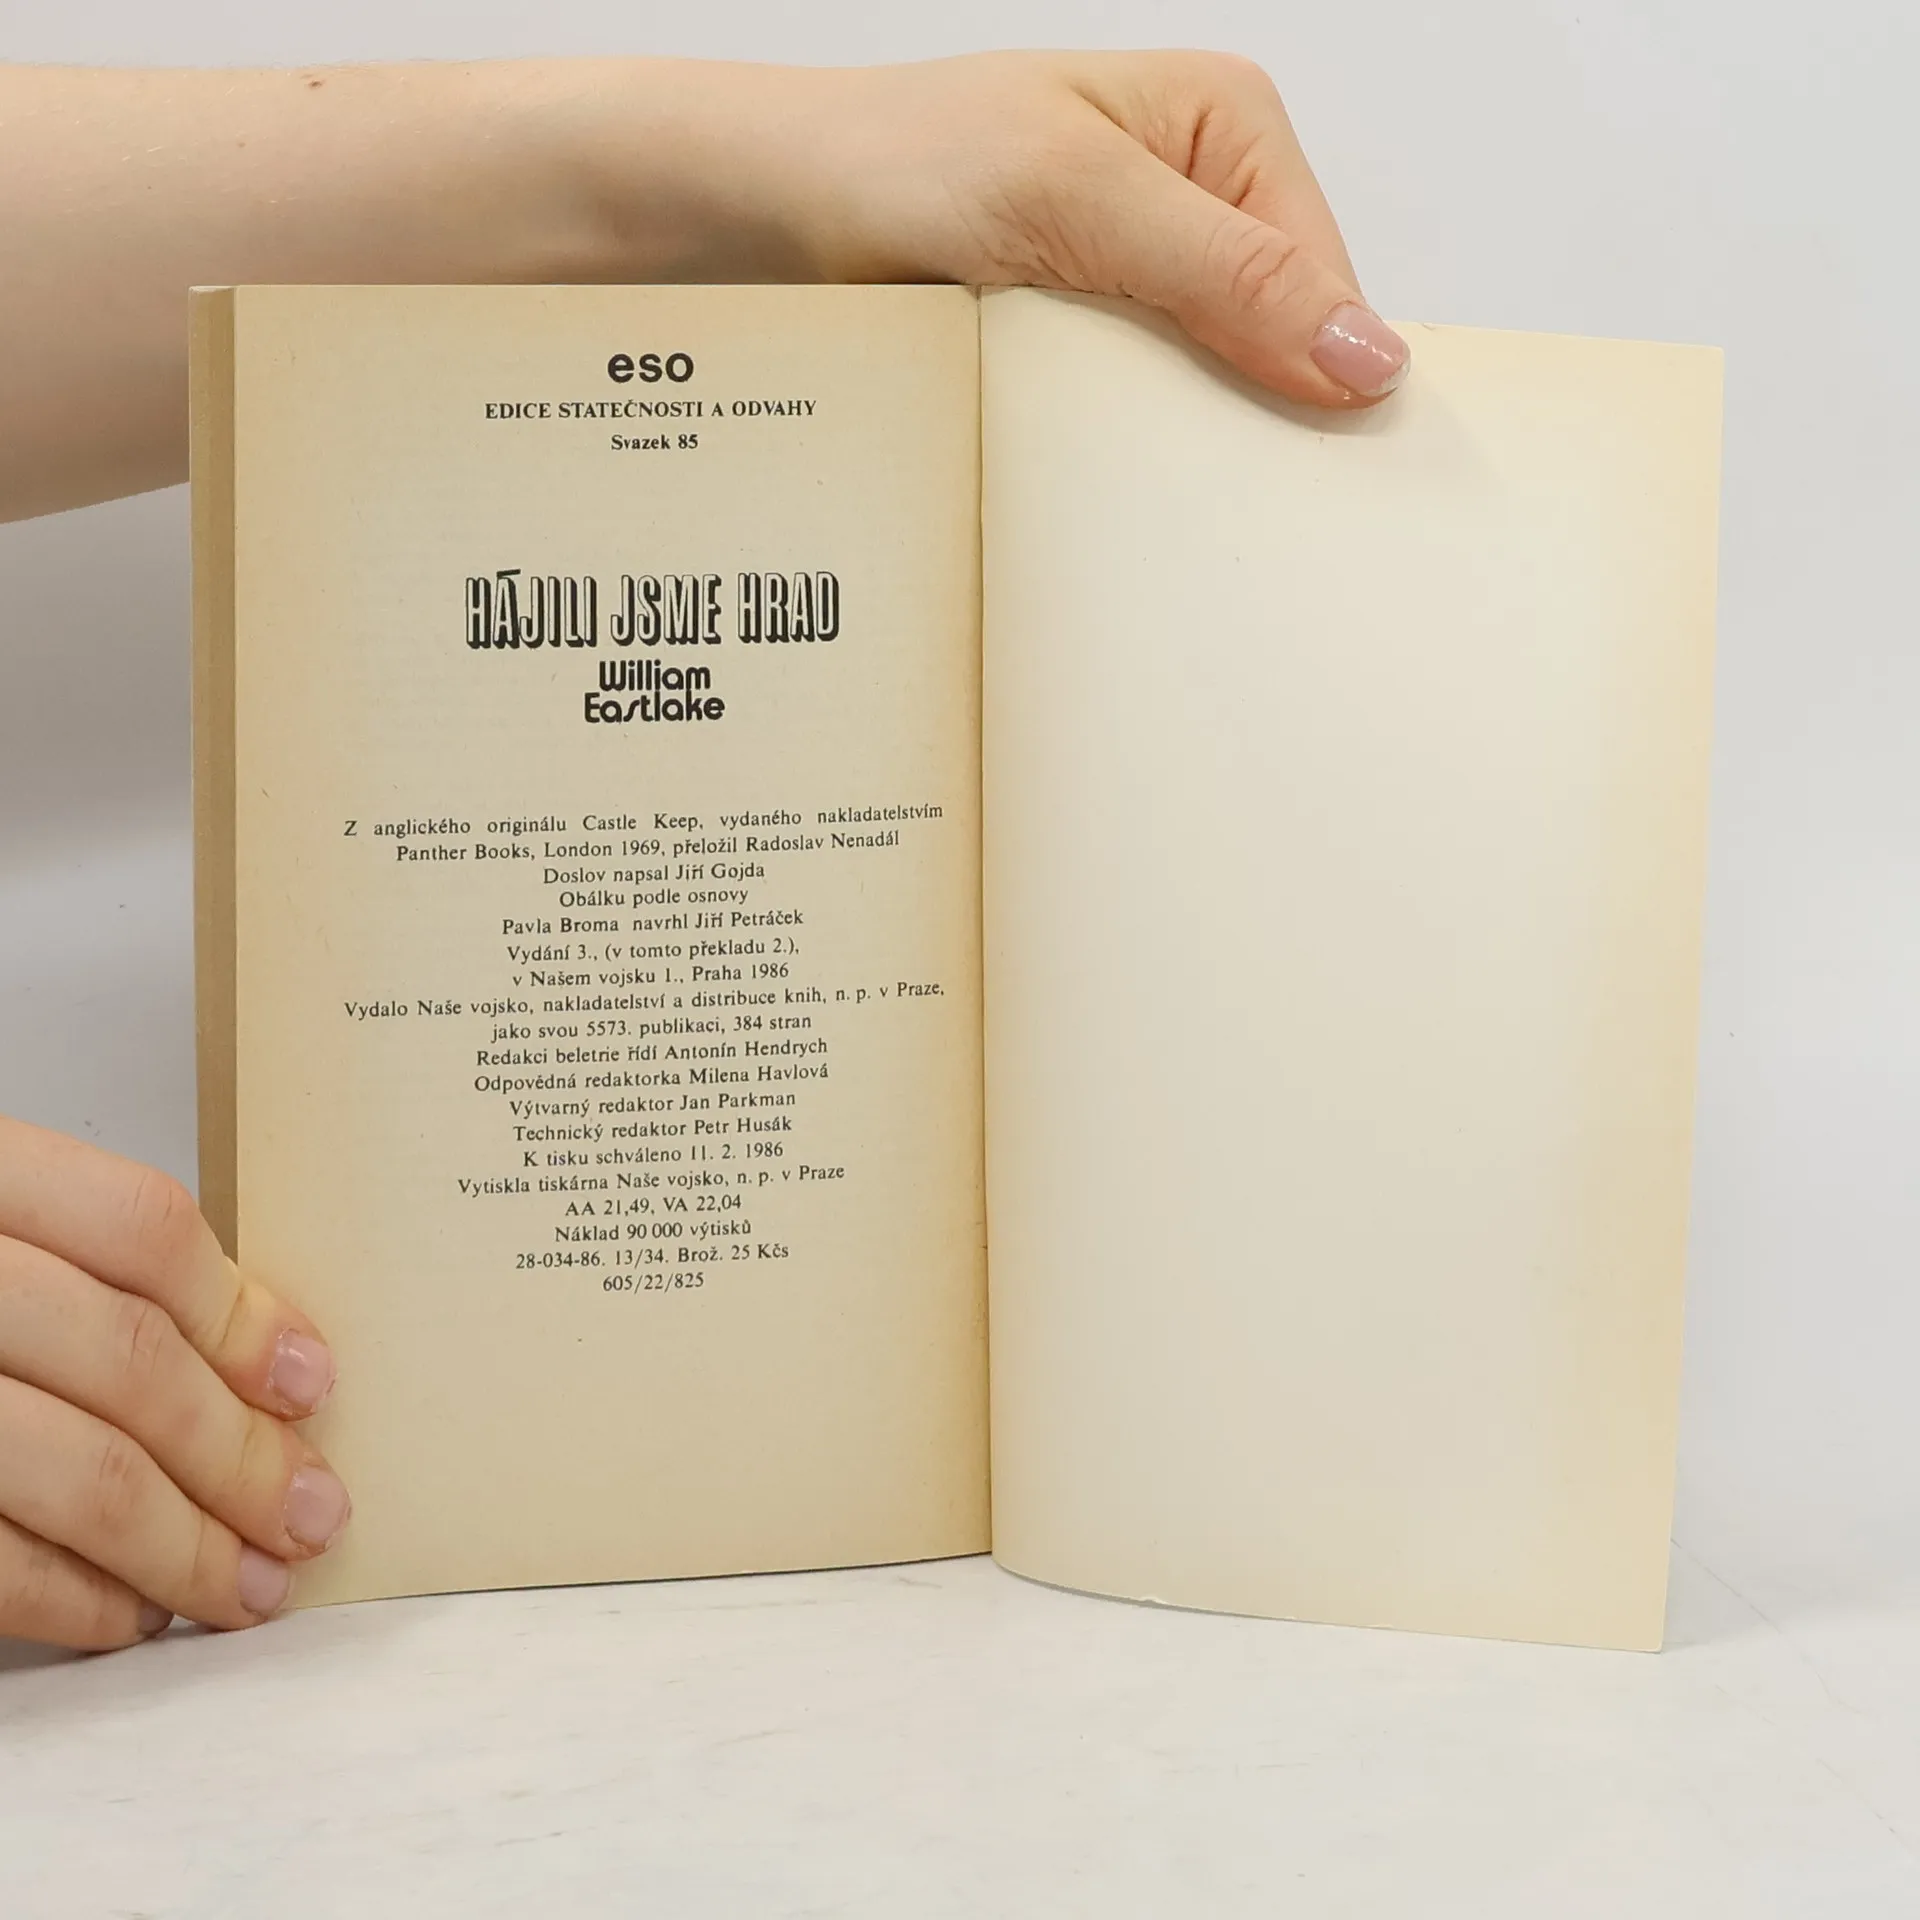 eso
EDICE STATEČNOSTI A ODVAHY
Svazek 85
HÁJILI JSME HRAD
William
Eastlake
Z anglického originálu Castle Keep, vydaného nakladatelstvím
Panther Books, London 1969, přeložil Radoslav Nenadál
Doslov napsal Jiří Gojda
Obálku podle osnovy
Pavla Broma navrhl Jiří Petráček
Vydání 3., (v tomto překladu 2.),
v Našem vojsku 1., Praha 1986
Vydalo Naše vojsko, nakladatelství a distribuce knih, n. p. v Praze,
jako svou 5573. publikaci, 384 stran
Redakci beletrie řídí Antonín Hendrych
Odpovědná redaktorka Milena Havlová
Výtvarný redaktor Jan Parkman
Technický redaktor Petr Husák
K tisku schváleno 11. 2. 1986
Vytiskla tiskárna Naše vojsko, n. p. v Praze
AA 21,49, VA 22,04
Náklad 90 000 výtisků
28-034-86. 13/34. Brož. 25 Kčs
605/22/825